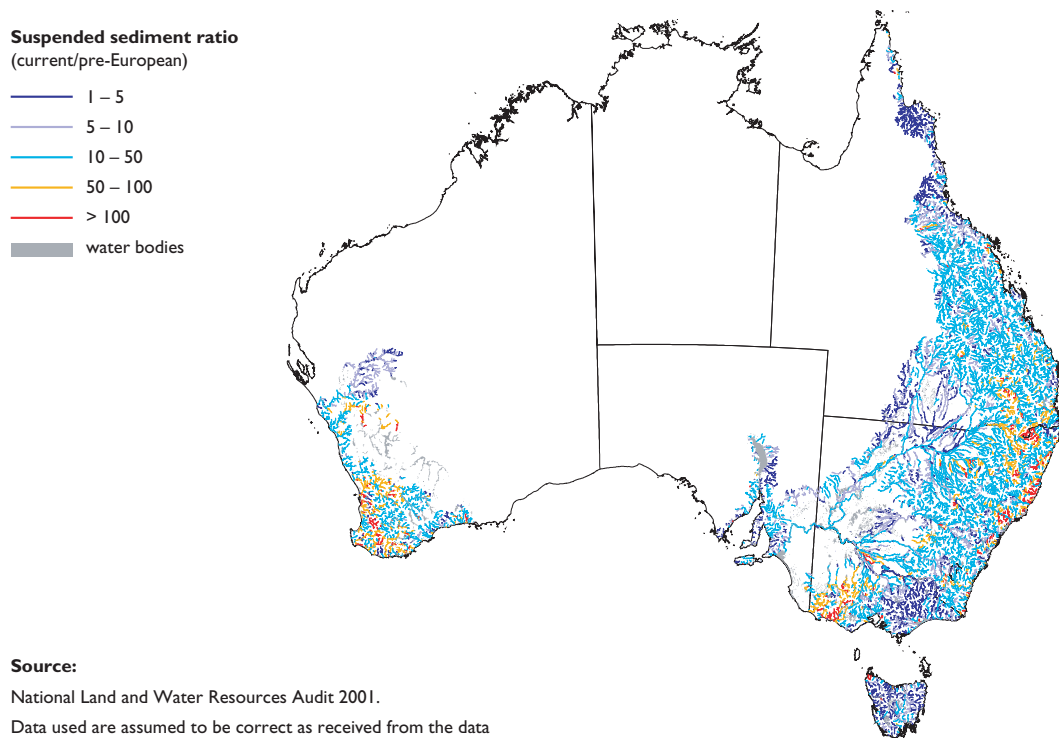 Suspended sediment ratio
(current/pre-European)
1 – 5
5 – 10
10 – 50
50 – 100
> 100
water bodies
Source:
National Land and Water Resources Audit 2001.
Data used are assumed to be correct as received from the data